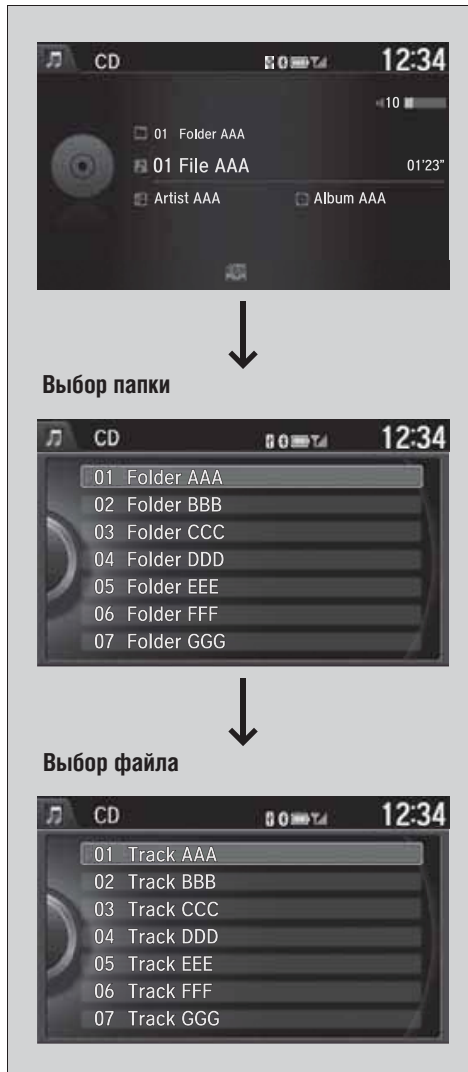 CD 12:34
10
01 Folder AAA
01 File AAA 01'23"
Artist AAA Album AAA
Выбор папки
CD 12:34
01 Folder AAA
02 Folder BBB
03 Folder CCC
04 Folder DDD
05 Folder EEE
06 Folder FFF
07 Folder GGG
Выбор файла
CD 12:34
01 Track AAA
02 Track BBB
03 Track CCC
04 Track DDD
05 Track EEE
06 Track FFF
07 Track GGG